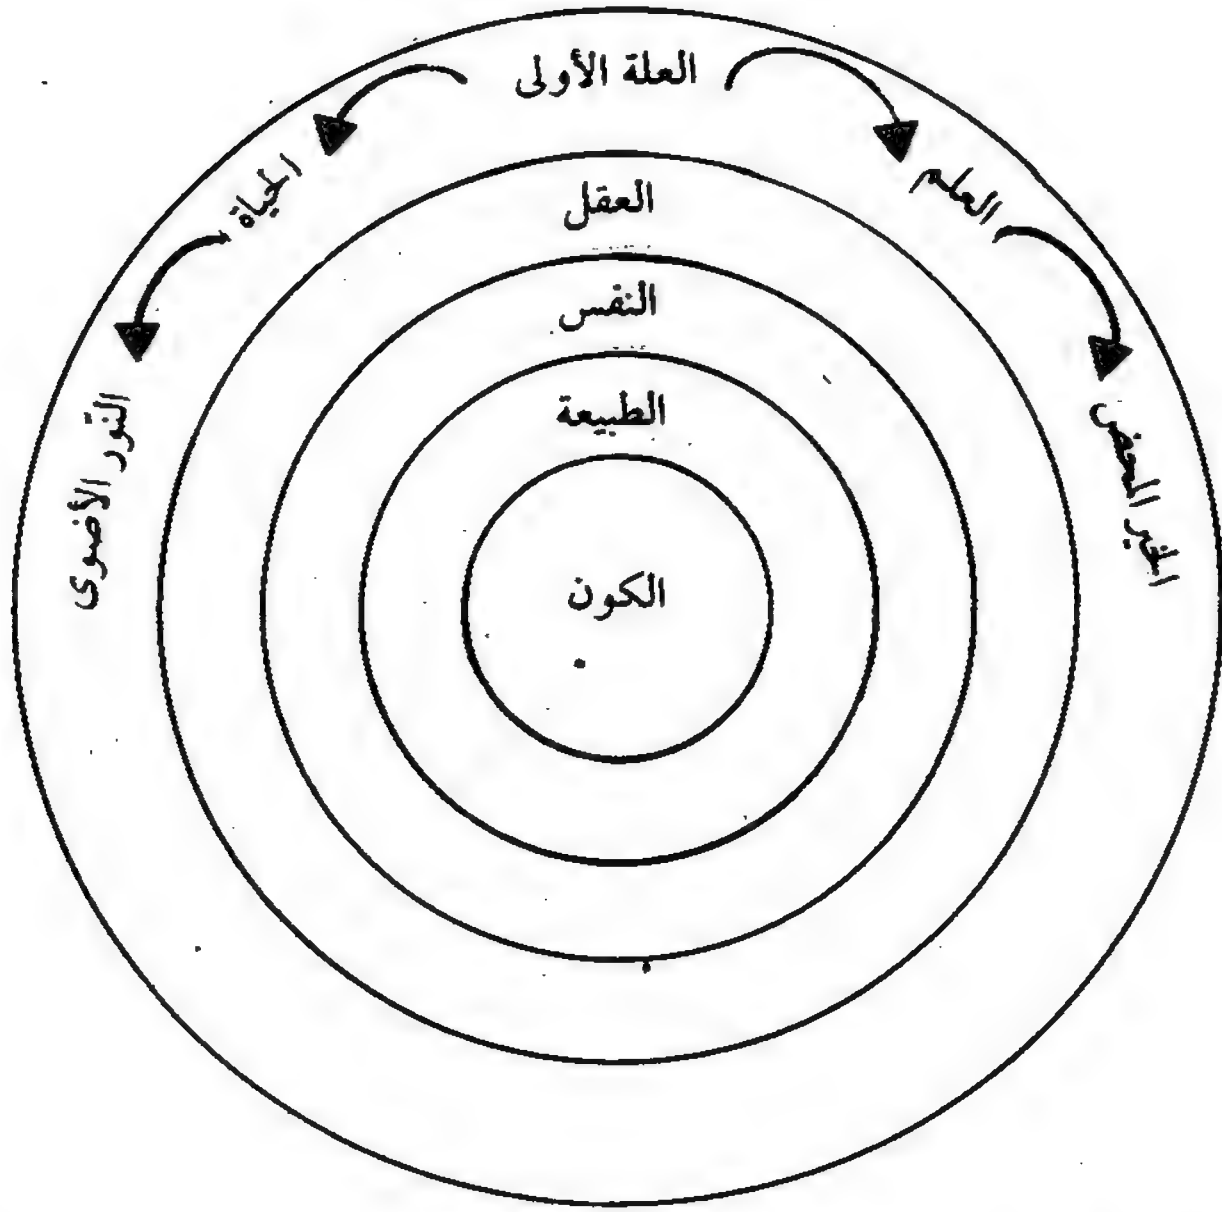 العلة الأولى
العلم
الخير المحض
الحياة
النور الأضوى
العقل
النفس
الطبيعة
الكون